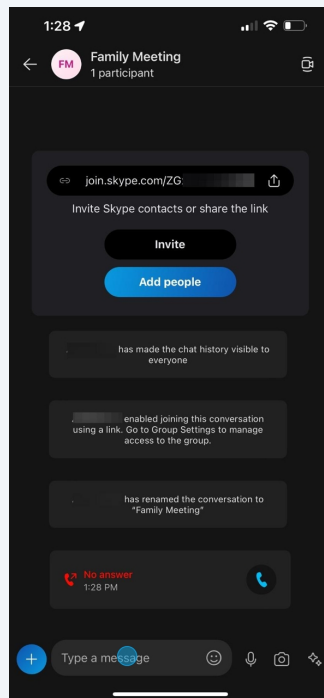 1:28
FM
Family Meeting
1 participant
join.skype.com/ZG
Invite Skype contacts or share the link
Invite
Add people
has made the chat history visible to
everyone
enabled joining this conversation
using a link. Go to Group Settings to manage
access to the group.
has renamed the conversation to
"Family Meeting"
No answer
1:28 PM
Type a message